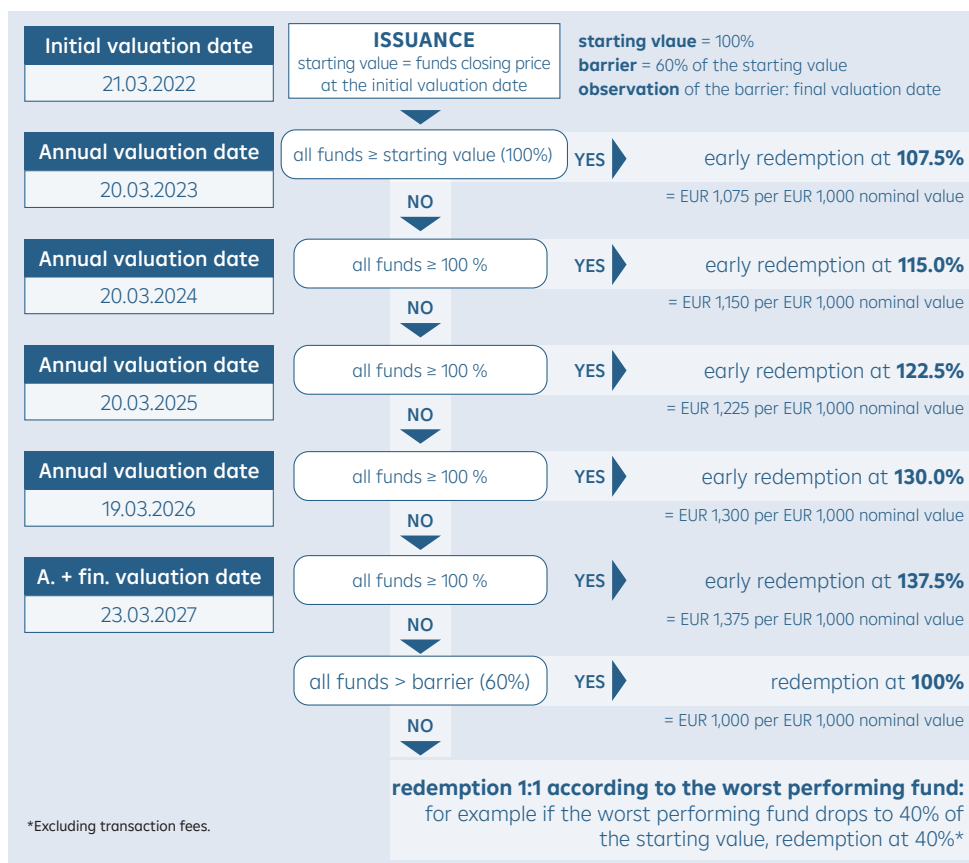 Initial valuation date
21.03.2022
ISSUANCE
starting value = funds closing price
at the initial valuation date
starting vlaue = 100%
barrier = 60% of the starting value
observation of the barrier: final valuation date
Annual valuation date
20.03.2023
all funds ≥ starting value (100%)
YES
early redemption at 107.5%
= EUR 1,075 per EUR 1,000 nominal value
NO
Annual valuation date
20.03.2024
all funds ≥ 100 %
YES
early redemption at 115.0%
= EUR 1,150 per EUR 1,000 nominal value
NO
Annual valuation date
20.03.2025
all funds ≥ 100 %
YES
early redemption at 122.5%
= EUR 1,225 per EUR 1,000 nominal value
NO
Annual valuation date
19.03.2026
all funds ≥ 100 %
YES
early redemption at 130.0%
= EUR 1,300 per EUR 1,000 nominal value
NO
A. + fin. valuation date
23.03.2027
all funds ≥ 100 %
YES
early redemption at 137.5%
= EUR 1,375 per EUR 1,000 nominal value
NO
all funds > barrier (60%)
YES
redemption at 100%
= EUR 1,000 per EUR 1,000 nominal value
NO
redemption 1:1 according to the worst performing fund:
for example if the worst performing fund drops to 40% of
the starting value, redemption at 40%*
*Excluding transaction fees.